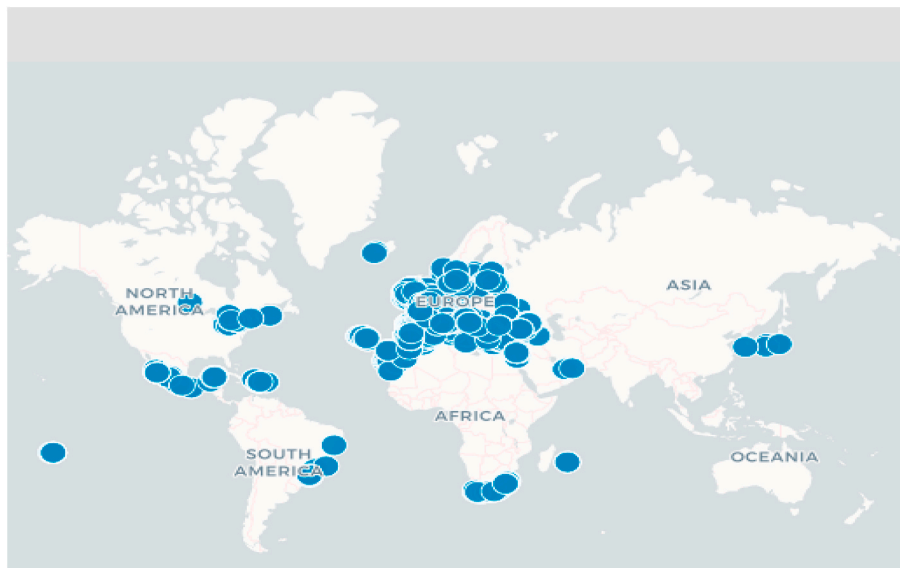 ASIA
NORTH
AMERICA
EUROPE
AFRICA
SOUTH
AMERICA
OCEANIA